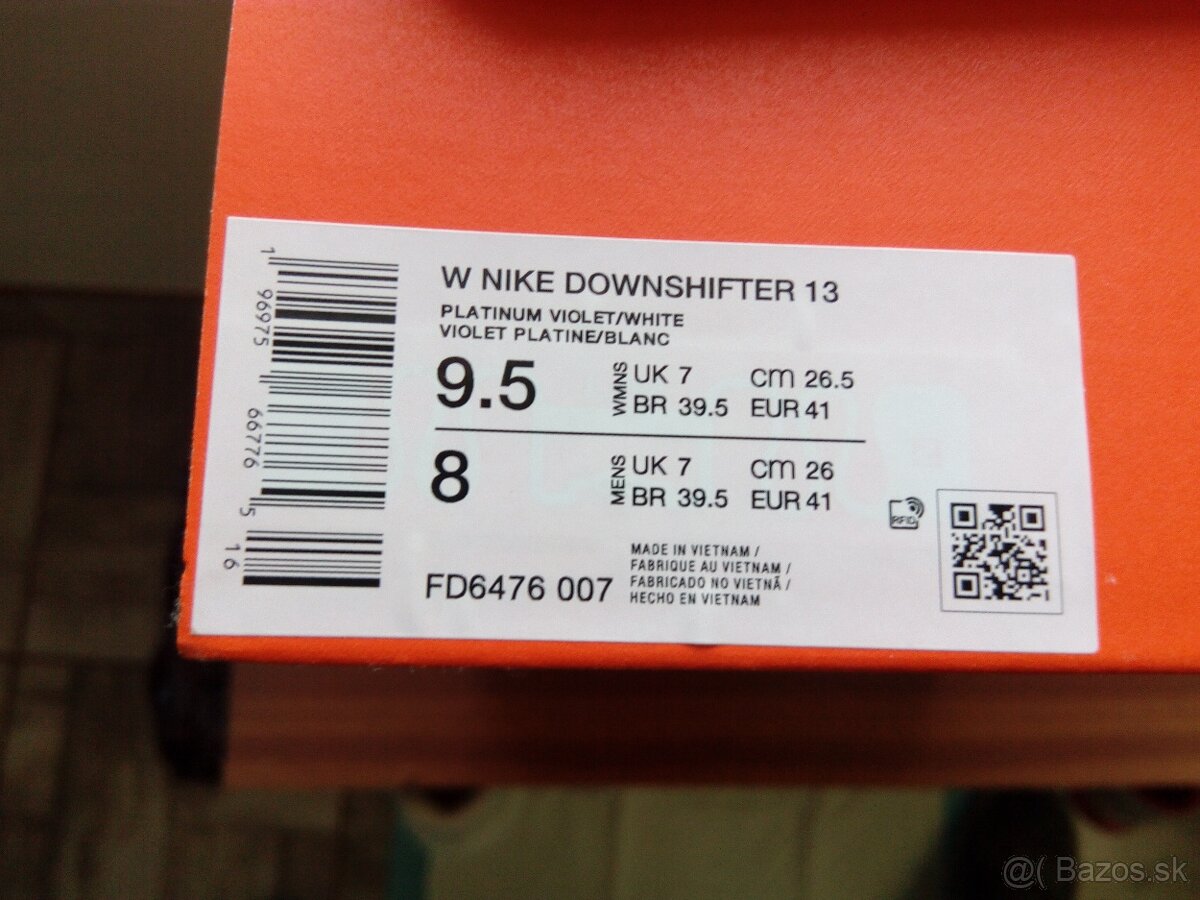 W NIKE DOWNSHIFTER 13
PLATINUM VIOLET/WHITE
VIOLET PLATINE/BLANC
9.5 WMNS UK 7 cm 26.5
BR 39.5 EUR 41
8 MENS UK 7 cm 26
BR 39.5 EUR 41
FD6476 007
MADE IN VIETNAM /
FABRIQUE AU VIETNAM /
FABRICADO NO VIETNÃ /
HECHO EN VIETNAM
RFID
1 96975 66776 5 16
@( Bazos.sk